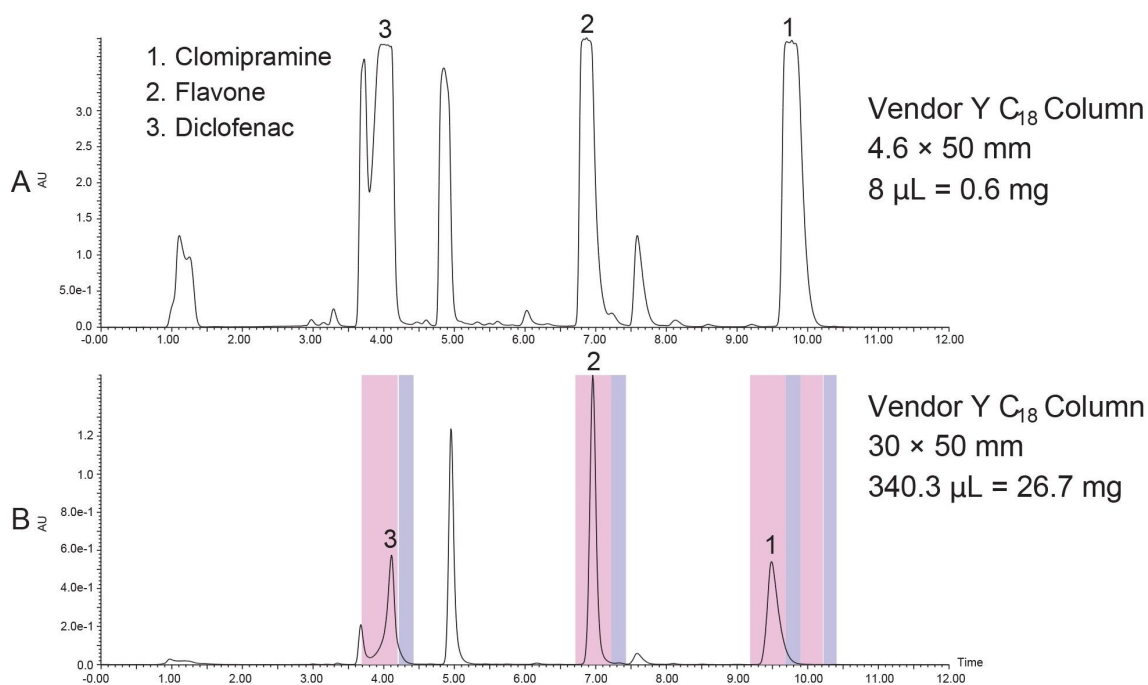 3
2
1
1. Clomipramine
2. Flavone
3. Diclofenac
Vendor Y C₁₈ Column
4.6 × 50 mm
8 µL = 0.6 mg
A
AU
3.0
2.5
2.0
1.5
1.0
5.0e-1
0.0
-0.00 1.00 2.00 -3.00 4.00 5.00 6.00 -7.00 8.00 9.00 10.00 11.00 12.00
2
3
1
Vendor Y C₁₈ Column
30 × 50 mm
340.3 µL = 26.7 mg
B
AU
1.2
1.0
8.0e-1
6.0e-1
4.0e-1
2.0e-1
0.0
Time
-0.00 1.00 2.00 -3.00 4.00 5.00 6.00 -7.00 8.00 9.00 10.00 11.00 12.00